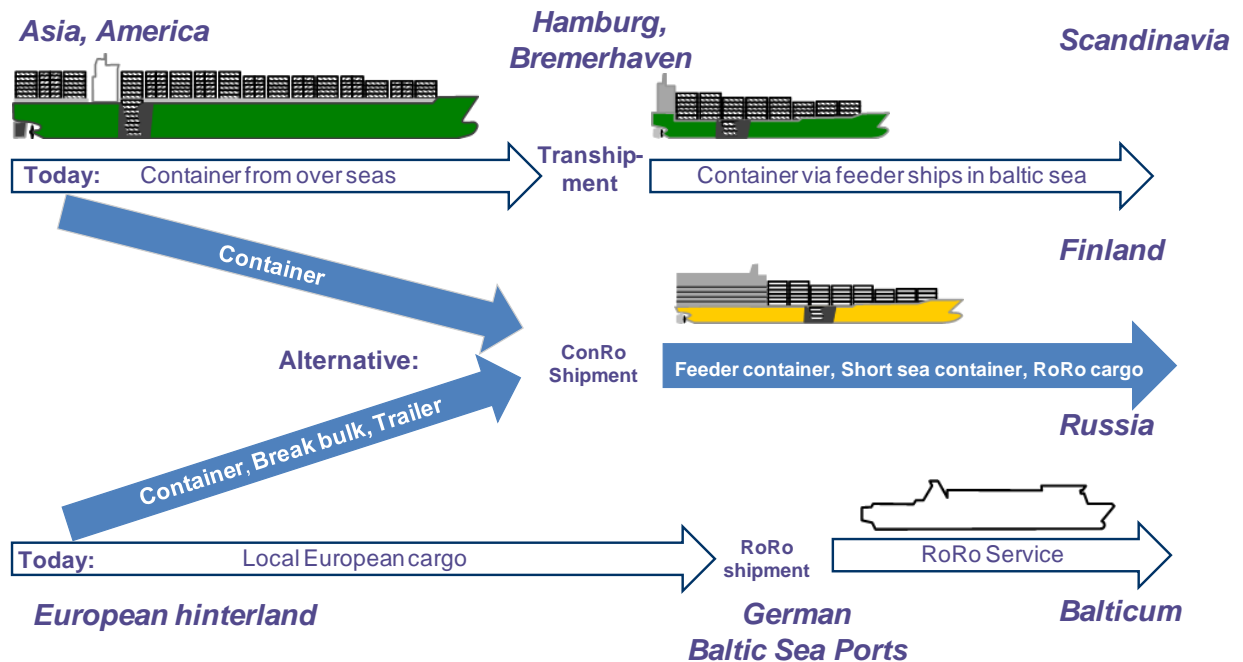 Asia, America
Hamburg,
Bremerhaven
Scandinavia
Today:
Container from over seas
Tranship-
ment
Container via feeder ships in baltic sea
Container
Finland
Alternative:
ConRo
Shipment
Feeder container, Short sea container, RoRo cargo
Container, Break bulk, Trailer
Russia
Today:
Local European cargo
RoRo
shipment
RoRo Service
European hinterland
German
Baltic Sea Ports
Balticum